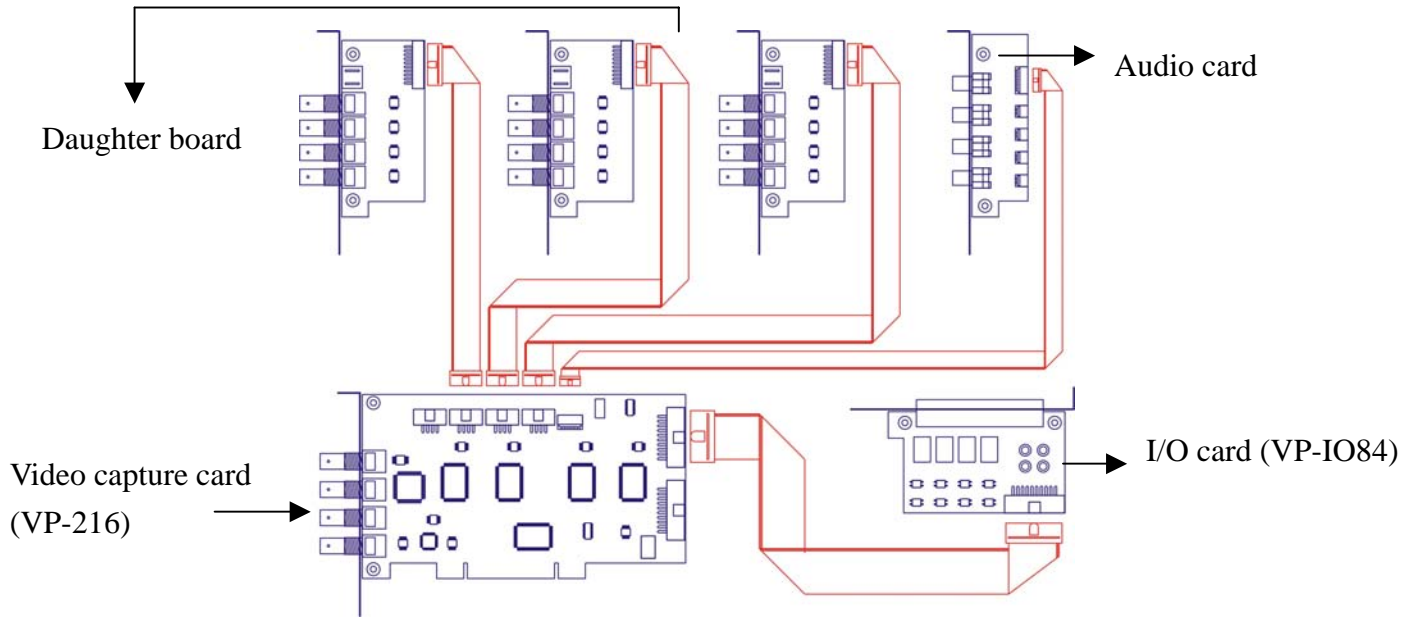 Audio card
Daughter board
Video capture card
(VP-216)
I/O card (VP-IO84)